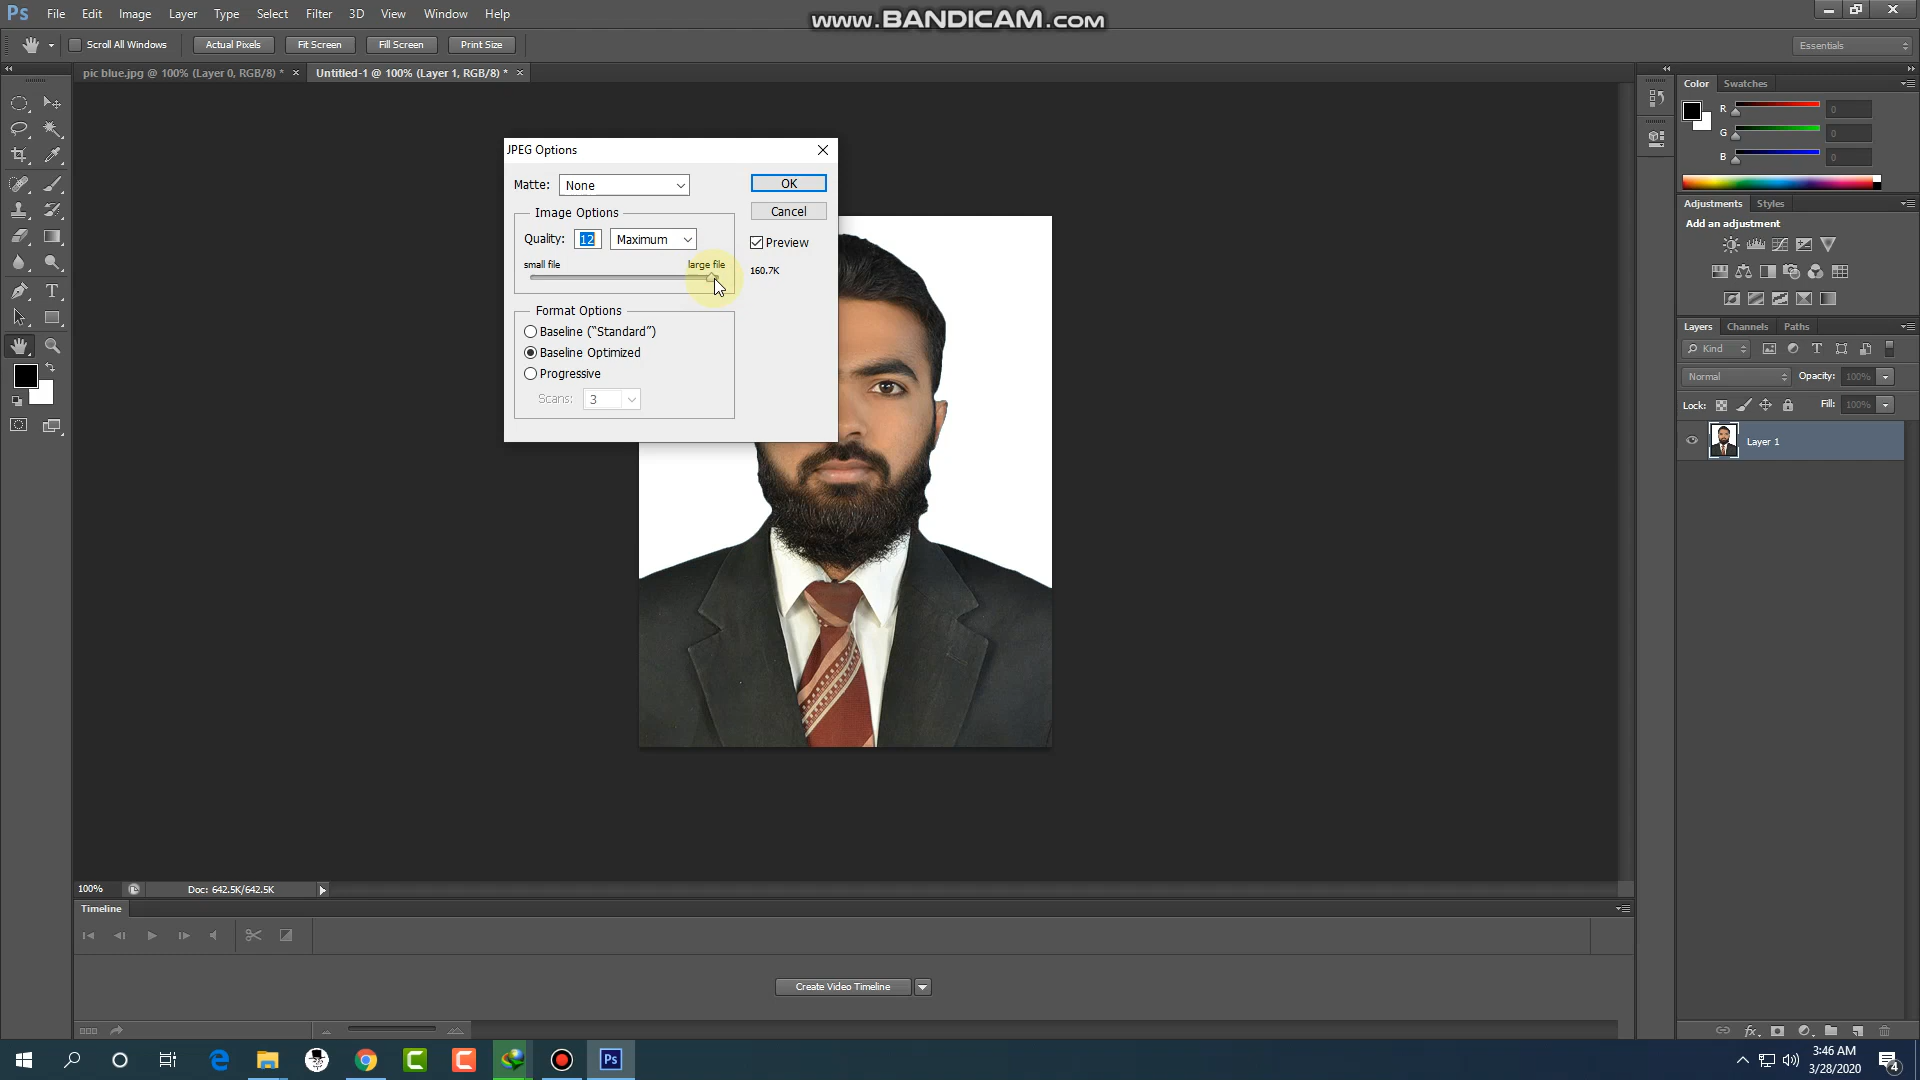 Ps File Edit Image Layer Type Select Filter 3D View Window Help
www.BANDICAM.com
Scroll All Windows Actual Pixels Fit Screen Fill Screen Print Size
Essentials
pic blue.jpg @ 100% (Layer 0, RGB/8) * × Untitled-1 @ 100% (Layer 1, RGB/8) * ×
Color Swatches
R 0
G 0
B 0
JPEG Options
Matte: None
OK
Image Options
Cancel
Quality: 12 Maximum
Preview
small file large file
160.7K
Format Options
Baseline (“Standard”)
Baseline Optimized
Progressive
Scans: 3
Adjustments Styles
Add an adjustment
Layers Channels Paths
Kind
Normal Opacity: 100%
Lock: Fill: 100%
Layer 1
100% Doc: 642.5K/642.5K
Timeline
Create Video Timeline
fx
Ps
3:46 AM
3/28/2020
4